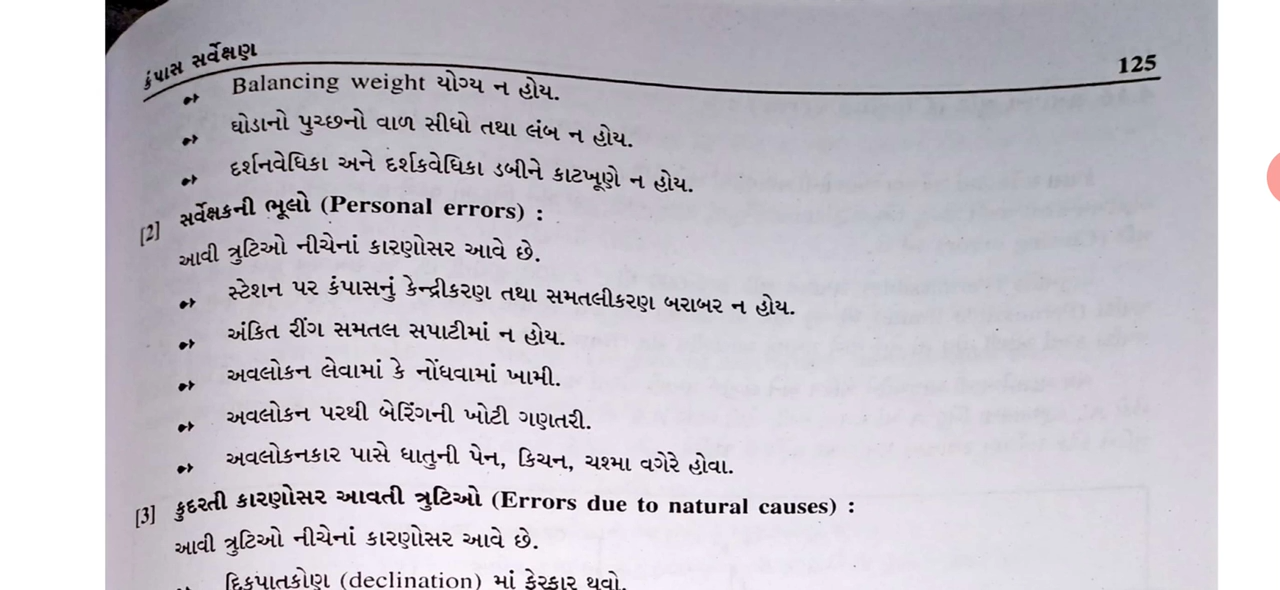 કંપાસ સર્વેક્ષણ 125
Balancing weight યોગ્ય ન હોય.
ઘોડાનો પુચ્છનો વાળ સીધો તથા લંબ ન હોય.
દર્શનવેધિકા અને દર્શકવેધિકા ડબીને કાટખૂણે ન હોય.
[2] સર્વેક્ષકની ભૂલો (Personal errors) :
આવી ત્રુટિઓ નીચેનાં કારણોસર આવે છે.
સ્ટેશન પર કંપાસનું કેન્દ્રીકરણ તથા સમતલીકરણ બરાબર ન હોય.
અંકિત રીંગ સમતલ સપાટીમાં ન હોય.
અવલોકન લેવામાં કે નોંધવામાં ખામી.
અવલોકન પરથી બેરિંગની ખોટી ગણતરી.
અવલોકનકાર પાસે ધાતુની પેન, કિચન, ચશ્મા વગેરે હોવા.
[3] કુદરતી કારણોસર આવતી ત્રુટિઓ (Errors due to natural causes) :
આવી ત્રુટિઓ નીચેનાં કારણોસર આવે છે.
દિકપાતકોણ (declination) માં ફેરફાર થવો.